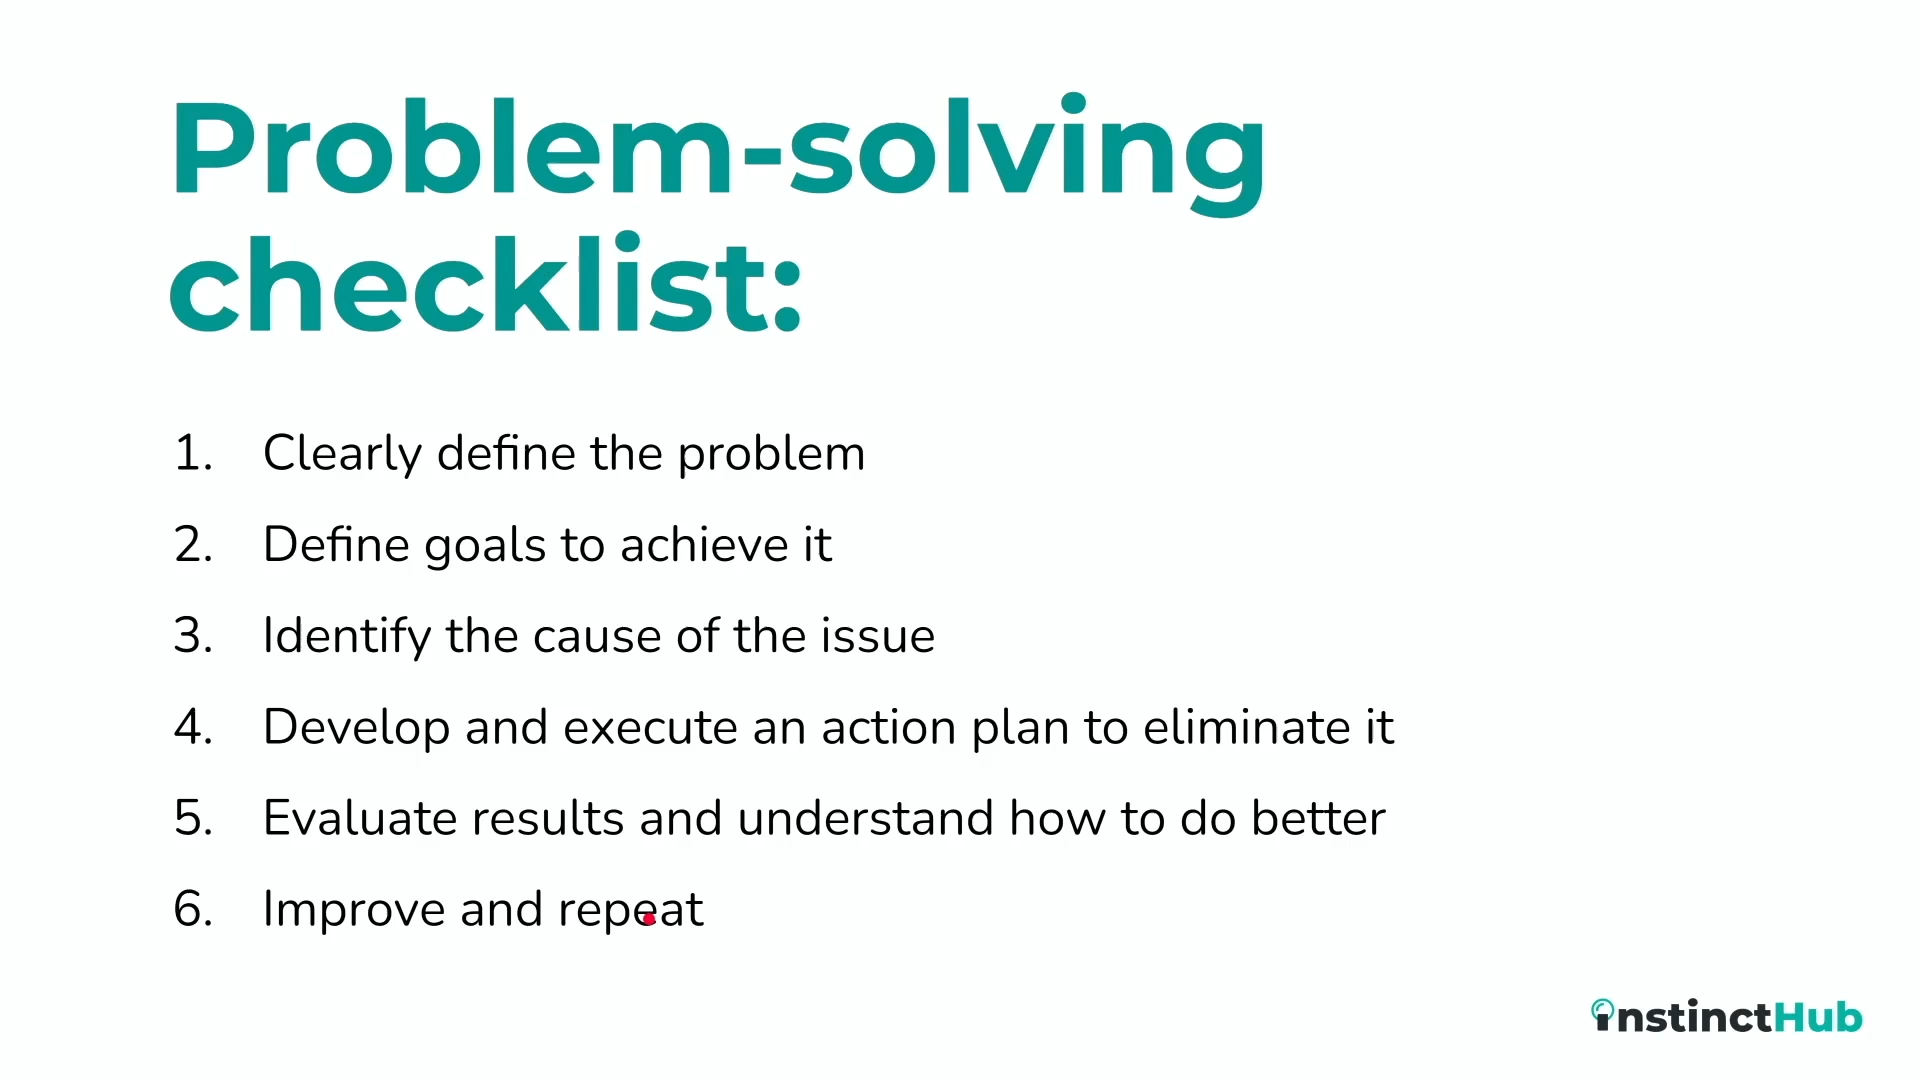 Problem-solving
checklist:
1. Clearly define the problem
2. Define goals to achieve it
3. Identify the cause of the issue
4. Develop and execute an action plan to eliminate it
5. Evaluate results and understand how to do better
6. Improve and repeat
instinctHub